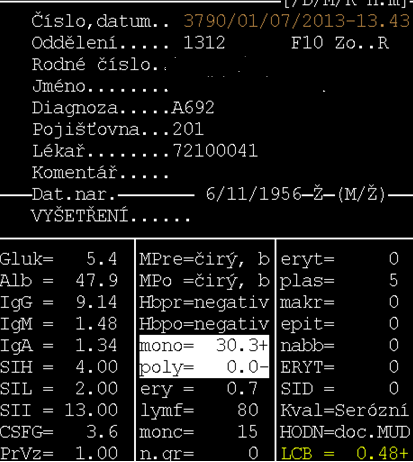 [/D/M/R n.m]
Číslo,datum.. 3790/01/07/2013-13.43
Oddělení..... 1312 F10 Zo..R
Rodné číslo..
Jméno........
Diagnoza.....A692
Pojišťovna...201
Lékař........72100041
Komentář.....
Dat.nar. 6/11/1956-Ž-(M/Ž)
VYŠETŘENÍ......
Gluk= 5.4 MPre=čirý, b eryt= 0
Alb = 47.9 MPo =čirý, b plas= 5
IgG = 9.14 Hbpr=negativ makr= 0
IgM = 1.48 Hbpo=negativ epit= 0
IgA = 1.34 mono= 30.3+ nabb= 0
SIH = 4.00 poly= 0.0- ERYT= 0
SIL = 2.00 ery = 0.7 SID = 0
SII = 13.00 lymf= 80 Kval=Serózní
CSFG= 3.6 monc= 15 HODN=doc.MUD
PrVz= 1.00 n.gr= 0 LCB = 0.48+